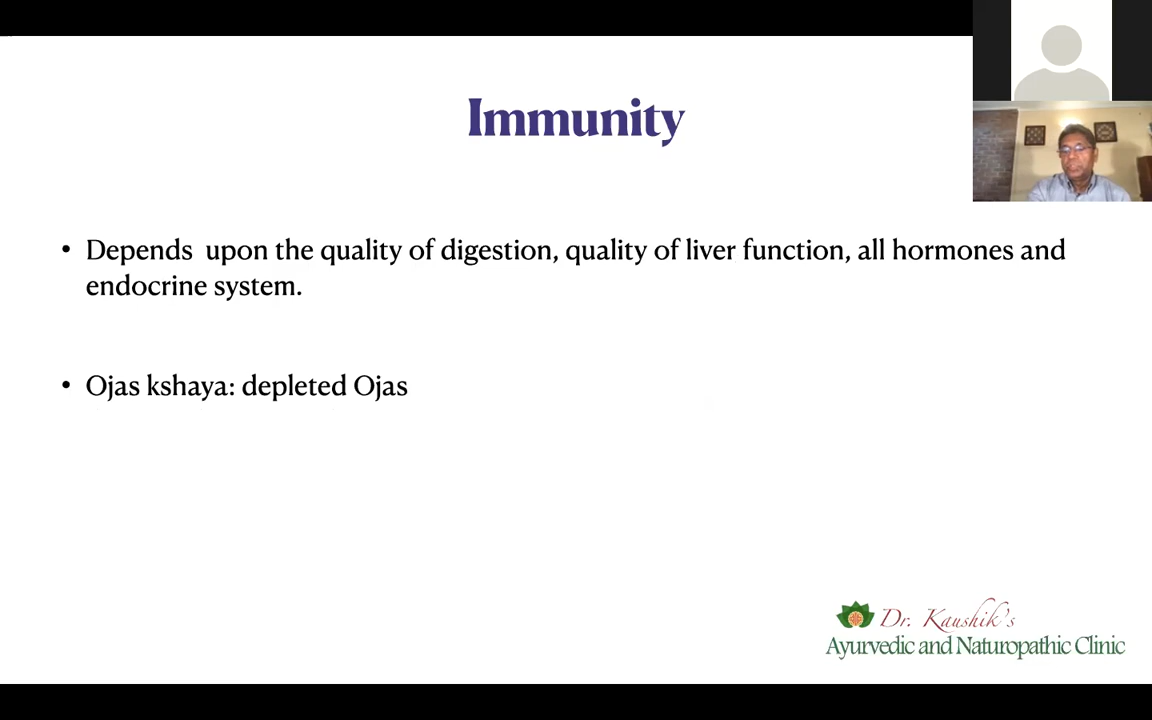 Immunity
• Depends upon the quality of digestion, quality of liver function, all hormones and
endocrine system.
• Ojas kshaya: depleted Ojas
Dr. Kaushik's
Ayurvedic and Naturopathic Clinic